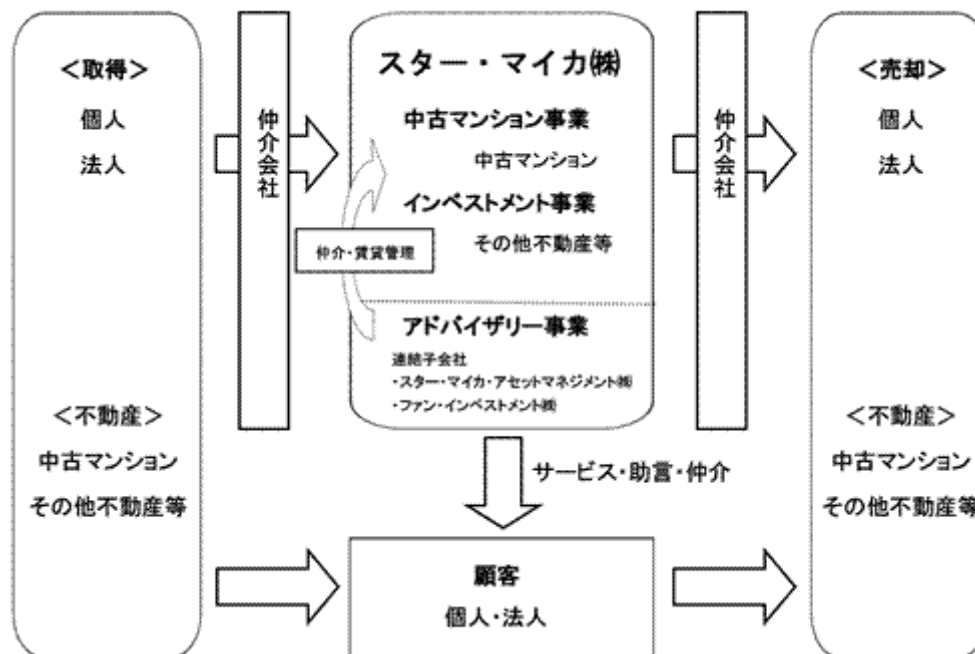 <取得>
個人
法人
<不動産>
中古マンション
その他不動産等
仲介会社
スター・マイカ㈱
中古マンション事業
中古マンション
インベストメント事業
その他不動産等
仲介・賃貸管理
アドバイザリー事業
連結子会社
・スター・マイカ・アセットマネジメント㈱
・ファン・インベストメント㈱
サービス・助言・仲介
顧客
個人・法人
仲介会社
<売却>
個人
法人
<不動産>
中古マンション
その他不動産等